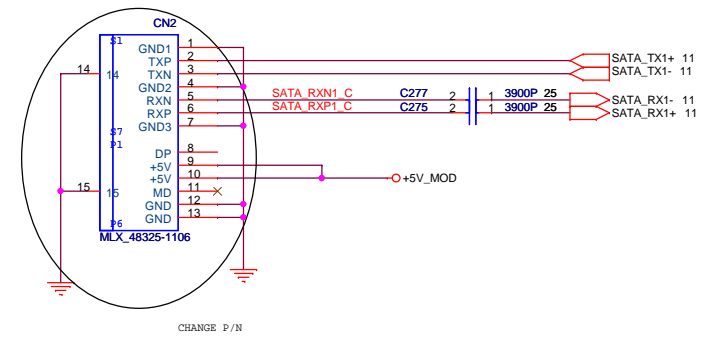 CN2
S1
GND1 1
TXP 2 SATA_TX1+ 11
14 14 TXN 3 SATA_TX1- 11
GND2 4
RXN 5 SATA_RXN1_C C277 2 1 3900P 25 SATA_RX1- 11
RXP 6 SATA_RXP1_C C275 2 1 3900P 25 SATA_RX1+ 11
GND3 7
S7
P1
DP 8
+5V 9
+5V 10 +5V_MOD
15 15 MD 11
GND 12
GND 13
P6
MLX_48325-1106
CHANGE P/N